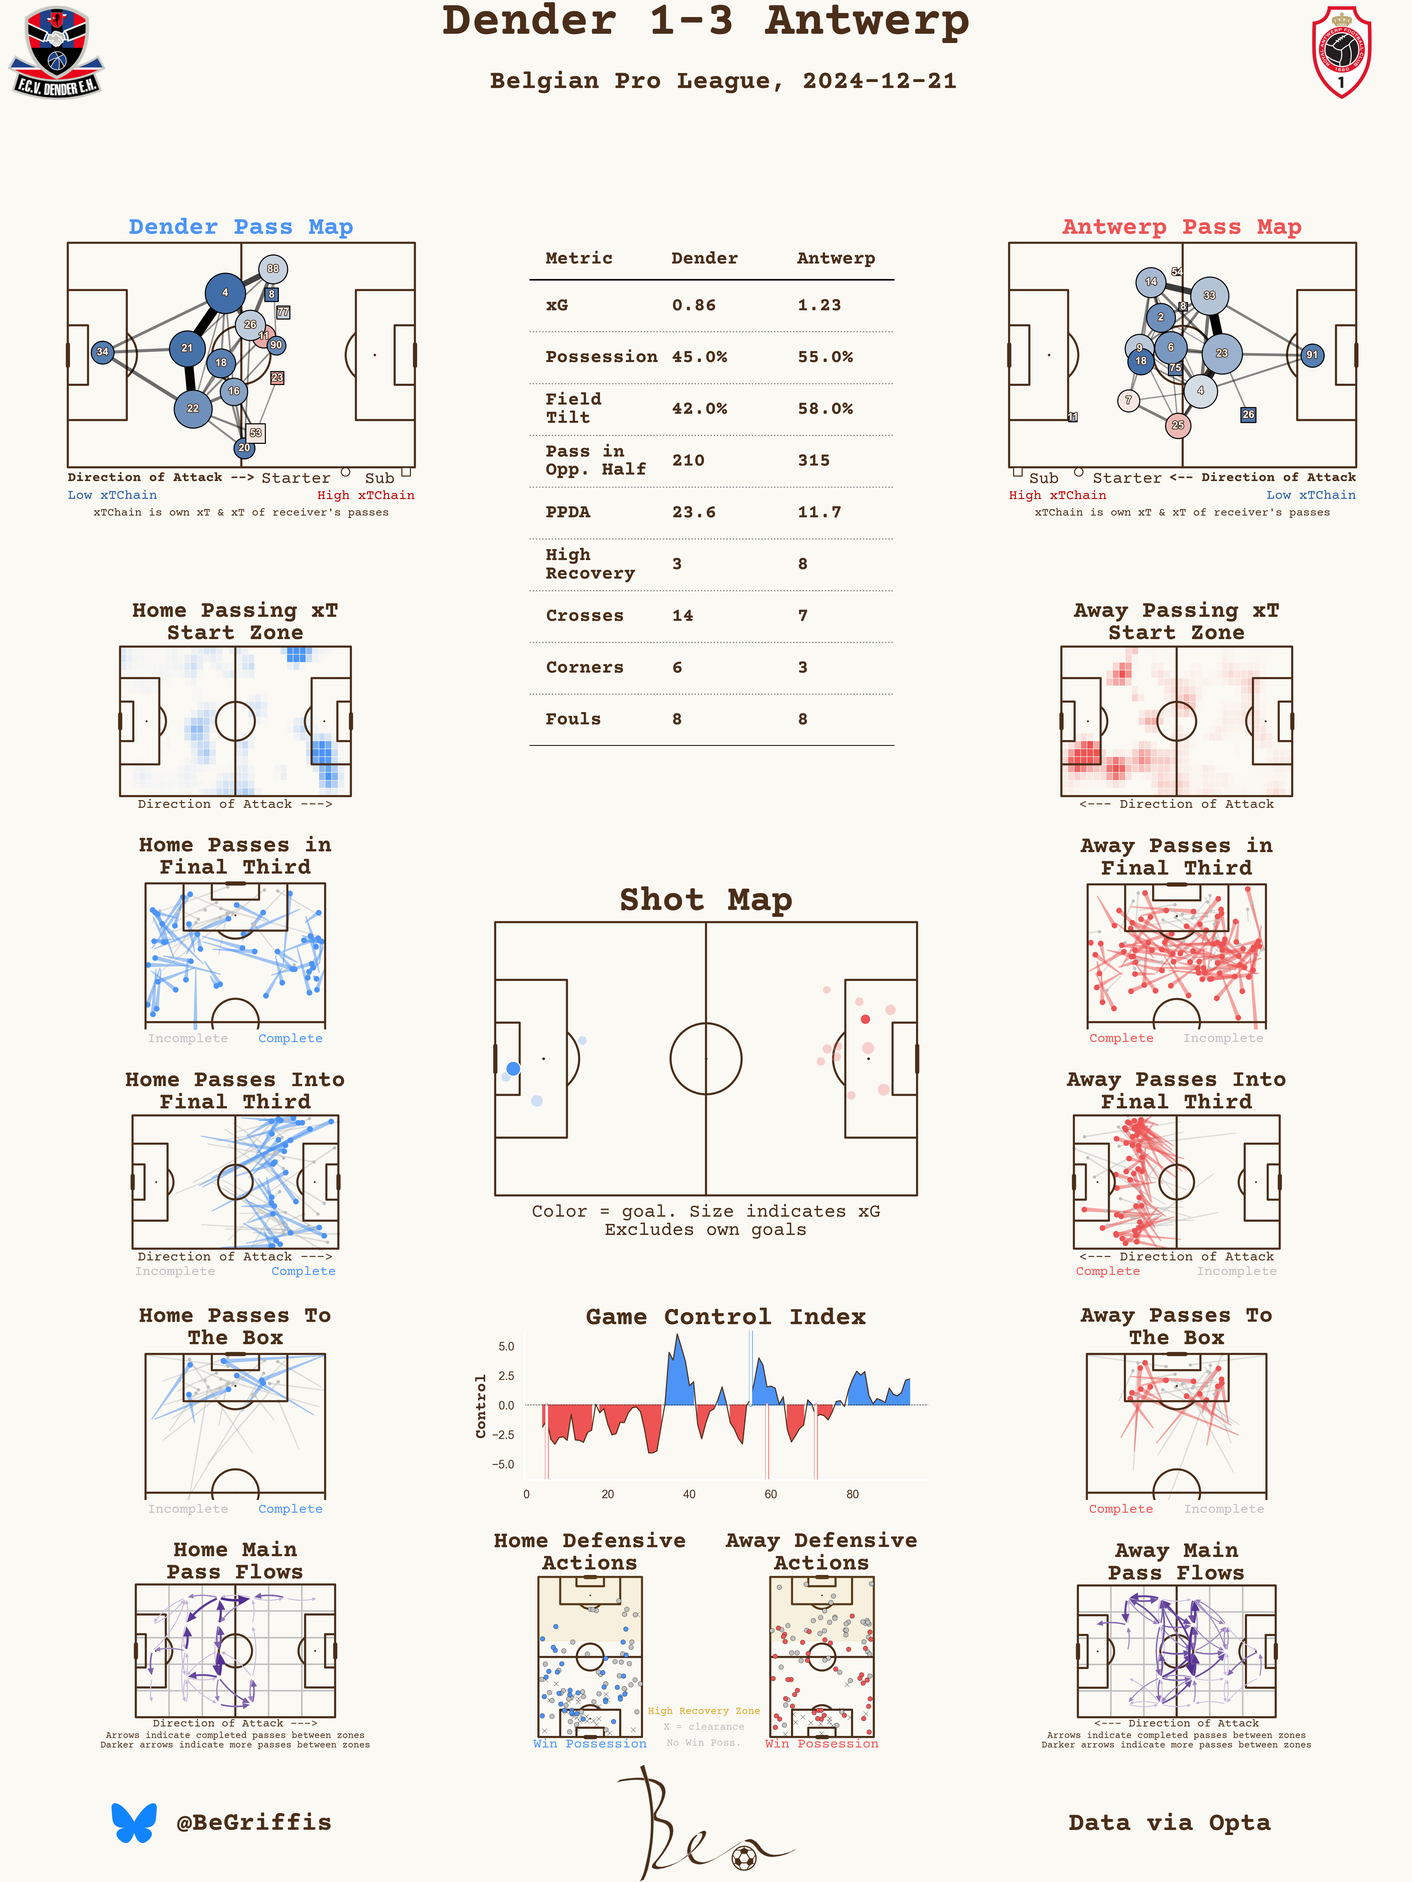 Dender 1-3 Antwerp
Belgian Pro League, 2024-12-21
F.C.V. DENDER E.H.
1
Dender Pass Map
88
4
8
77
26
11
90
34
21
18
23
16
22
53
20
Direction of Attack --> Starter Sub
Low xTChain High xTChain
xTChain is own xT & xT of receiver's passes
Metric Dender Antwerp
xG 0.86 1.23
Possession 45.0% 55.0%
Field
Tilt 42.0% 58.0%
Pass in
Opp. Half 210 315
PPDA 23.6 11.7
High
Recovery 3 8
Crosses 14 7
Corners 6 3
Fouls 8 8
Antwerp Pass Map
54
14
33
8
2
9
6
23
91
18
75
4
7
11
26
25
Sub Starter <-- Direction of Attack
High xTChain Low xTChain
xTChain is own xT & xT of receiver's passes
Home Passing xT
Start Zone
Direction of Attack --->
Away Passing xT
Start Zone
<--- Direction of Attack
Home Passes in
Final Third
Incomplete Complete
Away Passes in
Final Third
Complete Incomplete
Shot Map
Color = goal. Size indicates xG
Excludes own goals
Home Passes Into
Final Third
Direction of Attack --->
Incomplete Complete
Away Passes Into
Final Third
<--- Direction of Attack
Complete Incomplete
Home Passes To
The Box
Incomplete Complete
Game Control Index
Control
5.0
2.5
0.0
−2.5
−5.0
0 20 40 60 80
Away Passes To
The Box
Complete Incomplete
Home Main
Pass Flows
Direction of Attack --->
Arrows indicate completed passes between zones
Darker arrows indicate more passes between zones
Home Defensive
Actions
Win Possession
High Recovery Zone
X = clearance
No Win Poss.
Away Defensive
Actions
Win Possession
Away Main
Pass Flows
<--- Direction of Attack
Arrows indicate completed passes between zones
Darker arrows indicate more passes between zones
@BeGriffis
Ben
Data via Opta